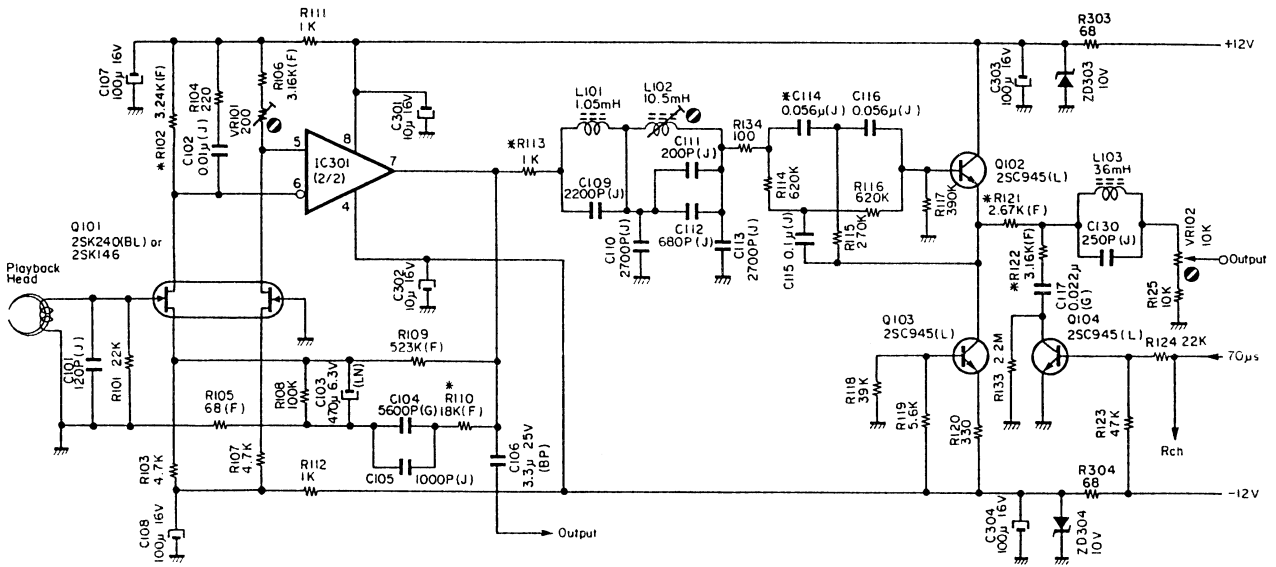 R111
1K
R303
68
+12V
C107
100μ 16V
*R102
3.24K(F)
R104
220
C102
0.01μ(J)
R106
3.16K(F)
VR101
200
C301
10μ 16V
C303
100μ 16V
ZD303
10V
5
8
IC301
(2/2)
7
6
4
*R113
1K
L101
1.05mH
L102
10.5mH
C111
200P(J)
C109
2200P(J)
C112
680P(J)
C110
2700P(J)
C113
2700P(J)
R134
100
*C114
0.056μ(J)
C116
0.056μ(J)
R114
620K
R116
620K
C115 0.1μ(J)
R115
270K
R117
390K
Q102
2SC945(L)
*R121
2.67K(F)
L103
36mH
C130
250P(J)
VR102
10K
Output
R125
10K
*R122
3.16K(F)
C117
0.022μ
(G)
Q101
2SK240(BL) or
2SK146
Playback
Head
C302
10μ 16V
C101
120P(J)
R101 22K
R109
523K(F)
R105
68(F)
R108
100K
C103
470μ 6.3V
(LN)
C104
5600P(G)
*
R110
18K(F)
C105
1000P(J)
C106
3.3μ 25V
(BP)
R103
4.7K
R107
4.7K
R112
1K
C108
100μ 16V
Output
Q103
2SC945(L)
Q104
2SC945(L)
R118
39K
R119
5.6K
R120
330
R133 2.2M
R124 22K
70μs
R123
47K
Rch
R304
68
-12V
C304
100μ 16V
ZD304
10V